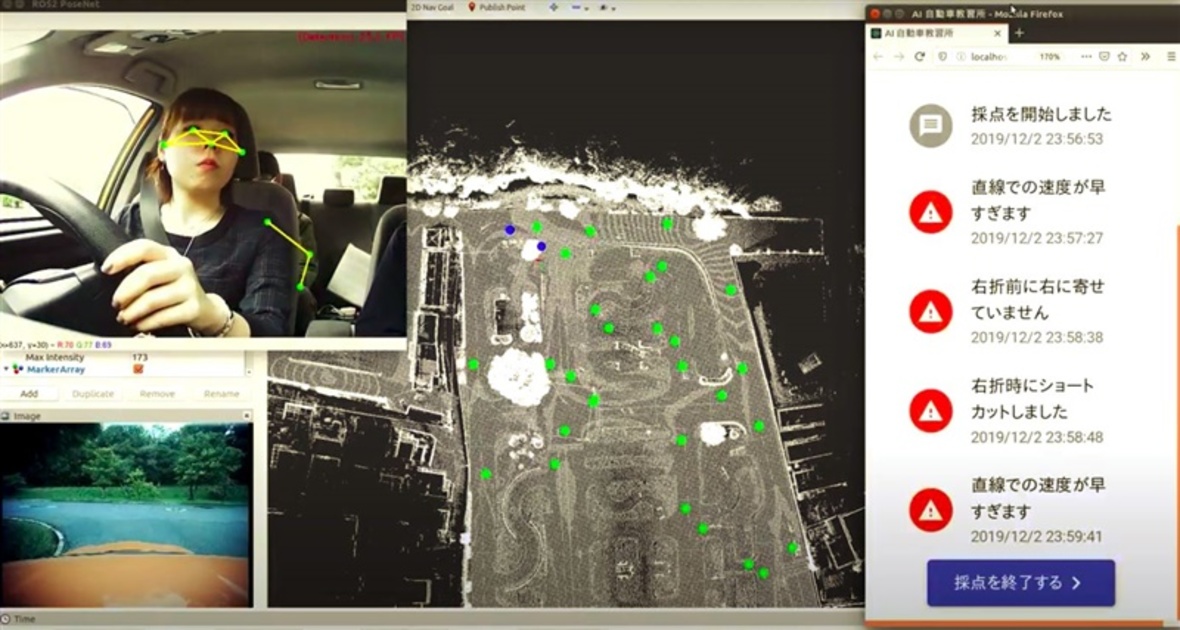 ROS2 PoseNet
2D Nav Goal
Publish Point
AI 自動車教習所 - Mozilla Firefox
AI 自動車教習所
170%
採点を開始しました
2019/12/2 23:56:53
直線での速度が早
すぎます
2019/12/2 23:57:27
右折前に右に寄せ
ていません
2019/12/2 23:58:38
右折時にショート
カットしました
2019/12/2 23:58:48
直線での速度が早
すぎます
2019/12/2 23:59:41
採点を終了する
Max Intensity 173
MarkerArray
Add Duplicate Remove Rename
Image
Time